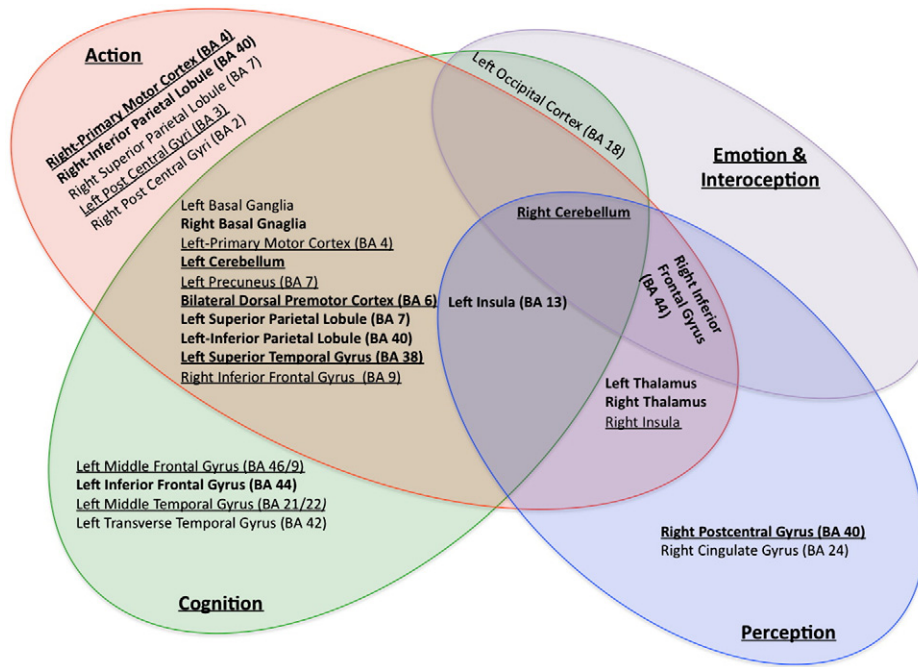 Action
Right-Primary Motor Cortex (BA 4)
Right-Inferior Parietal Lobule (BA 40)
Right Superior Parietal Lobule (BA 7)
Left Post Central Gyri (BA 3)
Right Post Central Gyri (BA 2)
Left Occipital Cortex (BA 18)
Emotion &
Interoception
Left Basal Ganglia
Right Basal Gnaglia
Left-Primary Motor Cortex (BA 4)
Left Cerebellum
Left Precuneus (BA 7)
Bilateral Dorsal Premotor Cortex (BA 6)
Left Superior Parietal Lobule (BA 7)
Left-Inferior Parietal Lobule (BA 40)
Left Superior Temporal Gyrus (BA 38)
Right Inferior Frontal Gyrus (BA 9)
Right Cerebellum
Left Insula (BA 13)
Right Inferior
Frontal Gyrus
(BA 44)
Left Thalamus
Right Thalamus
Right Insula
Left Middle Frontal Gyrus (BA 46/9)
Left Inferior Frontal Gyrus (BA 44)
Left Middle Temporal Gyrus (BA 21/22)
Left Transverse Temporal Gyrus (BA 42)
Right Postcentral Gyrus (BA 40)
Right Cingulate Gyrus (BA 24)
Cognition
Perception